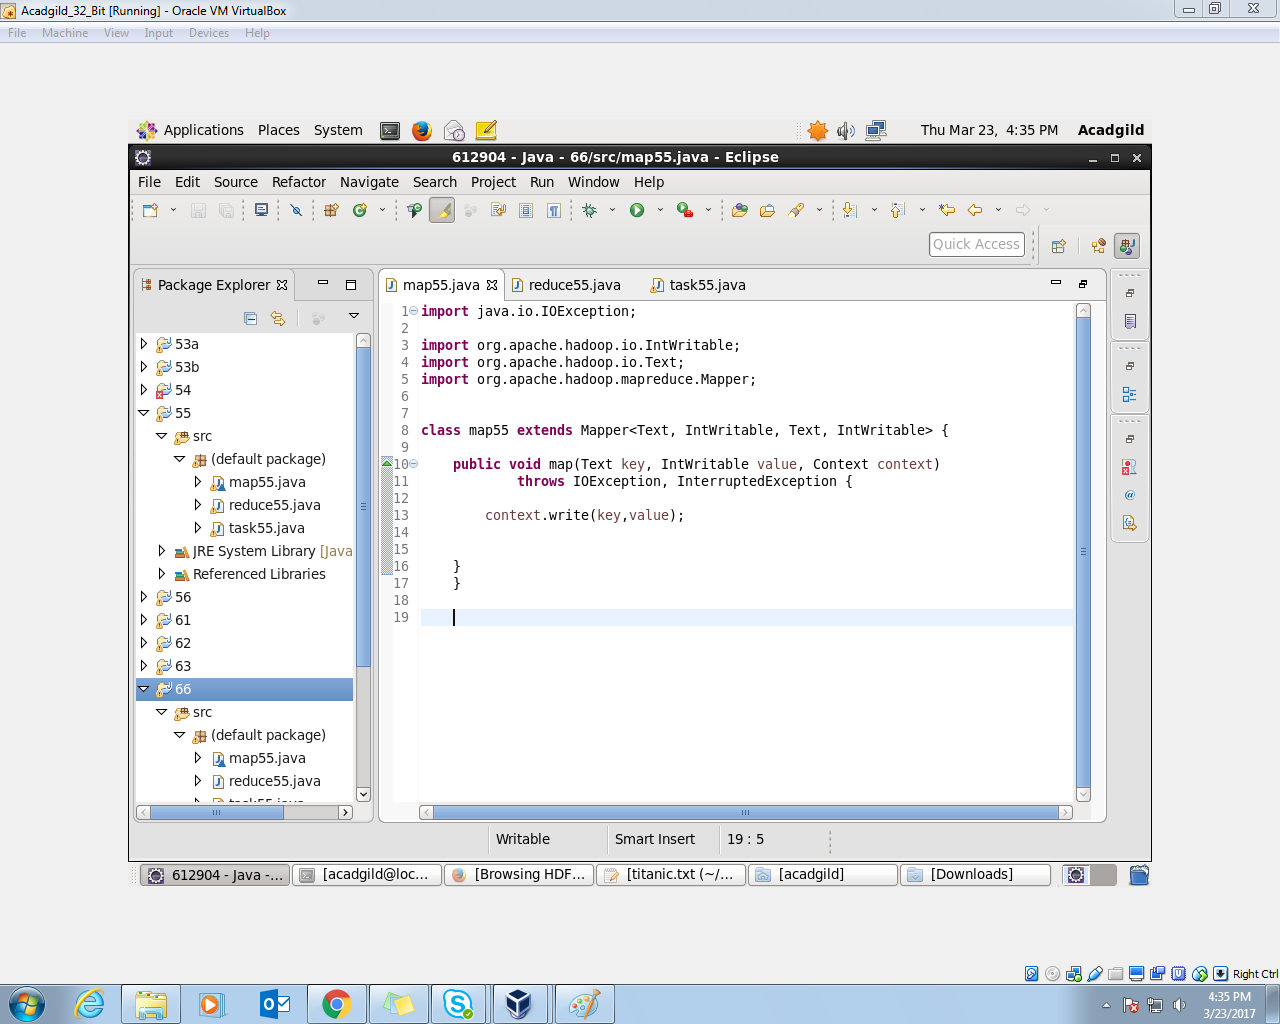 Acadgild_32_Bit [Running] - Oracle VM VirtualBox
File Machine View Input Devices Help
Applications Places System
Thu Mar 23, 4:35 PM Acadgild
612904 - Java - 66/src/map55.java - Eclipse
File Edit Source Refactor Navigate Search Project Run Window Help
Quick Access
Package Explorer
map55.java
reduce55.java
task55.java
53a
53b
54
55
src
(default package)
map55.java
reduce55.java
task55.java
JRE System Library [Java
Referenced Libraries
56
61
62
63
66
src
(default package)
map55.java
reduce55.java
task55.java
1 import java.io.IOException;
2
3 import org.apache.hadoop.io.IntWritable;
4 import org.apache.hadoop.io.Text;
5 import org.apache.hadoop.mapreduce.Mapper;
6
7
8 class map55 extends Mapper<Text, IntWritable, Text, IntWritable> {
9
10 public void map(Text key, IntWritable value, Context context)
11 throws IOException, InterruptedException {
12
13 context.write(key,value);
14
15
16 }
17 }
18
19
Writable Smart Insert 19 : 5
612904 - Java -... [acadgild@loc... [Browsing HDF... [titanic.txt (~/... [acadgild] [Downloads]
Right Ctrl
4:35 PM
3/23/2017